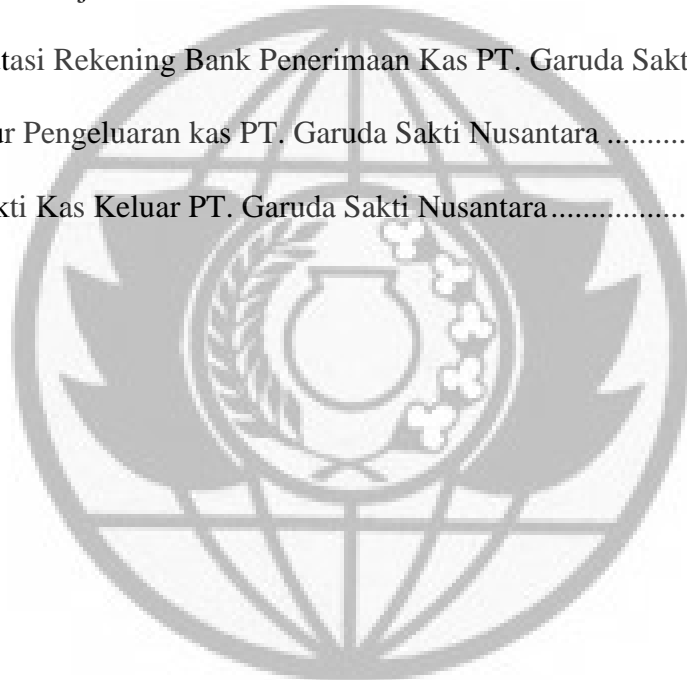 tasi Rekening Bank Penerimaan Kas PT. Garuda Sakt
ur Pengeluaran kas PT. Garuda Sakti Nusantara ..........
kti Kas Keluar PT. Garuda Sakti Nusantara.................